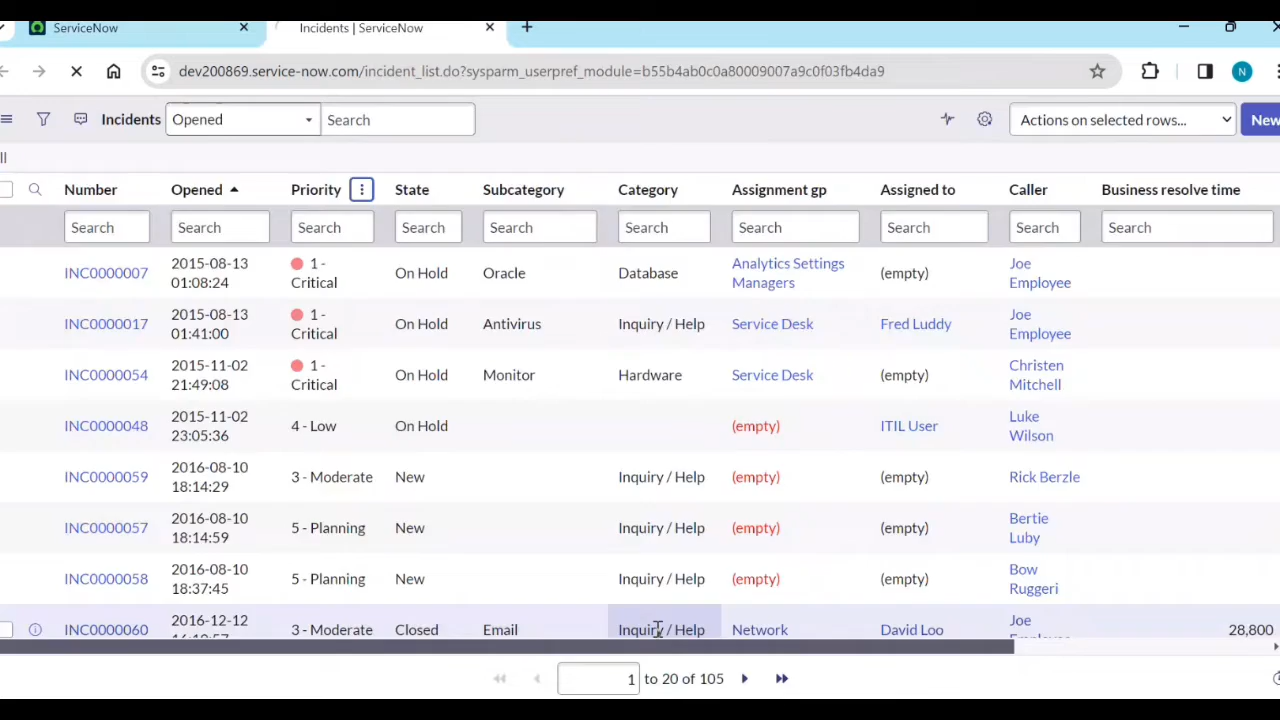 ServiceNow
Incidents | ServiceNow
dev200869.service-now.com/incident_list.do?sysparm_userpref_module=b55b4ab0c0a80009007a9c0f03fb4da9
N
Incidents Opened Search Actions on selected rows... New
Number Opened Priority State Subcategory Category Assignment gp Assigned to Caller Business resolve time
Search Search Search Search Search Search Search Search Search Search
INC0000007 2015-08-13 01:08:24 1 - Critical On Hold Oracle Database Analytics Settings Managers (empty) Joe Employee
INC0000017 2015-08-13 01:41:00 1 - Critical On Hold Antivirus Inquiry / Help Service Desk Fred Luddy Joe Employee
INC0000054 2015-11-02 21:49:08 1 - Critical On Hold Monitor Hardware Service Desk (empty) Christen Mitchell
INC0000048 2015-11-02 23:05:36 4 - Low On Hold (empty) ITIL User Luke Wilson
INC0000059 2016-08-10 18:14:29 3 - Moderate New Inquiry / Help (empty) (empty) Rick Berzle
INC0000057 2016-08-10 18:14:59 5 - Planning New Inquiry / Help (empty) (empty) Bertie Luby
INC0000058 2016-08-10 18:37:45 5 - Planning New Inquiry / Help (empty) (empty) Bow Ruggeri
INC0000060 2016-12-12 3 - Moderate Closed Email Inquiry / Help Network David Loo Joe 28,800
1 to 20 of 105